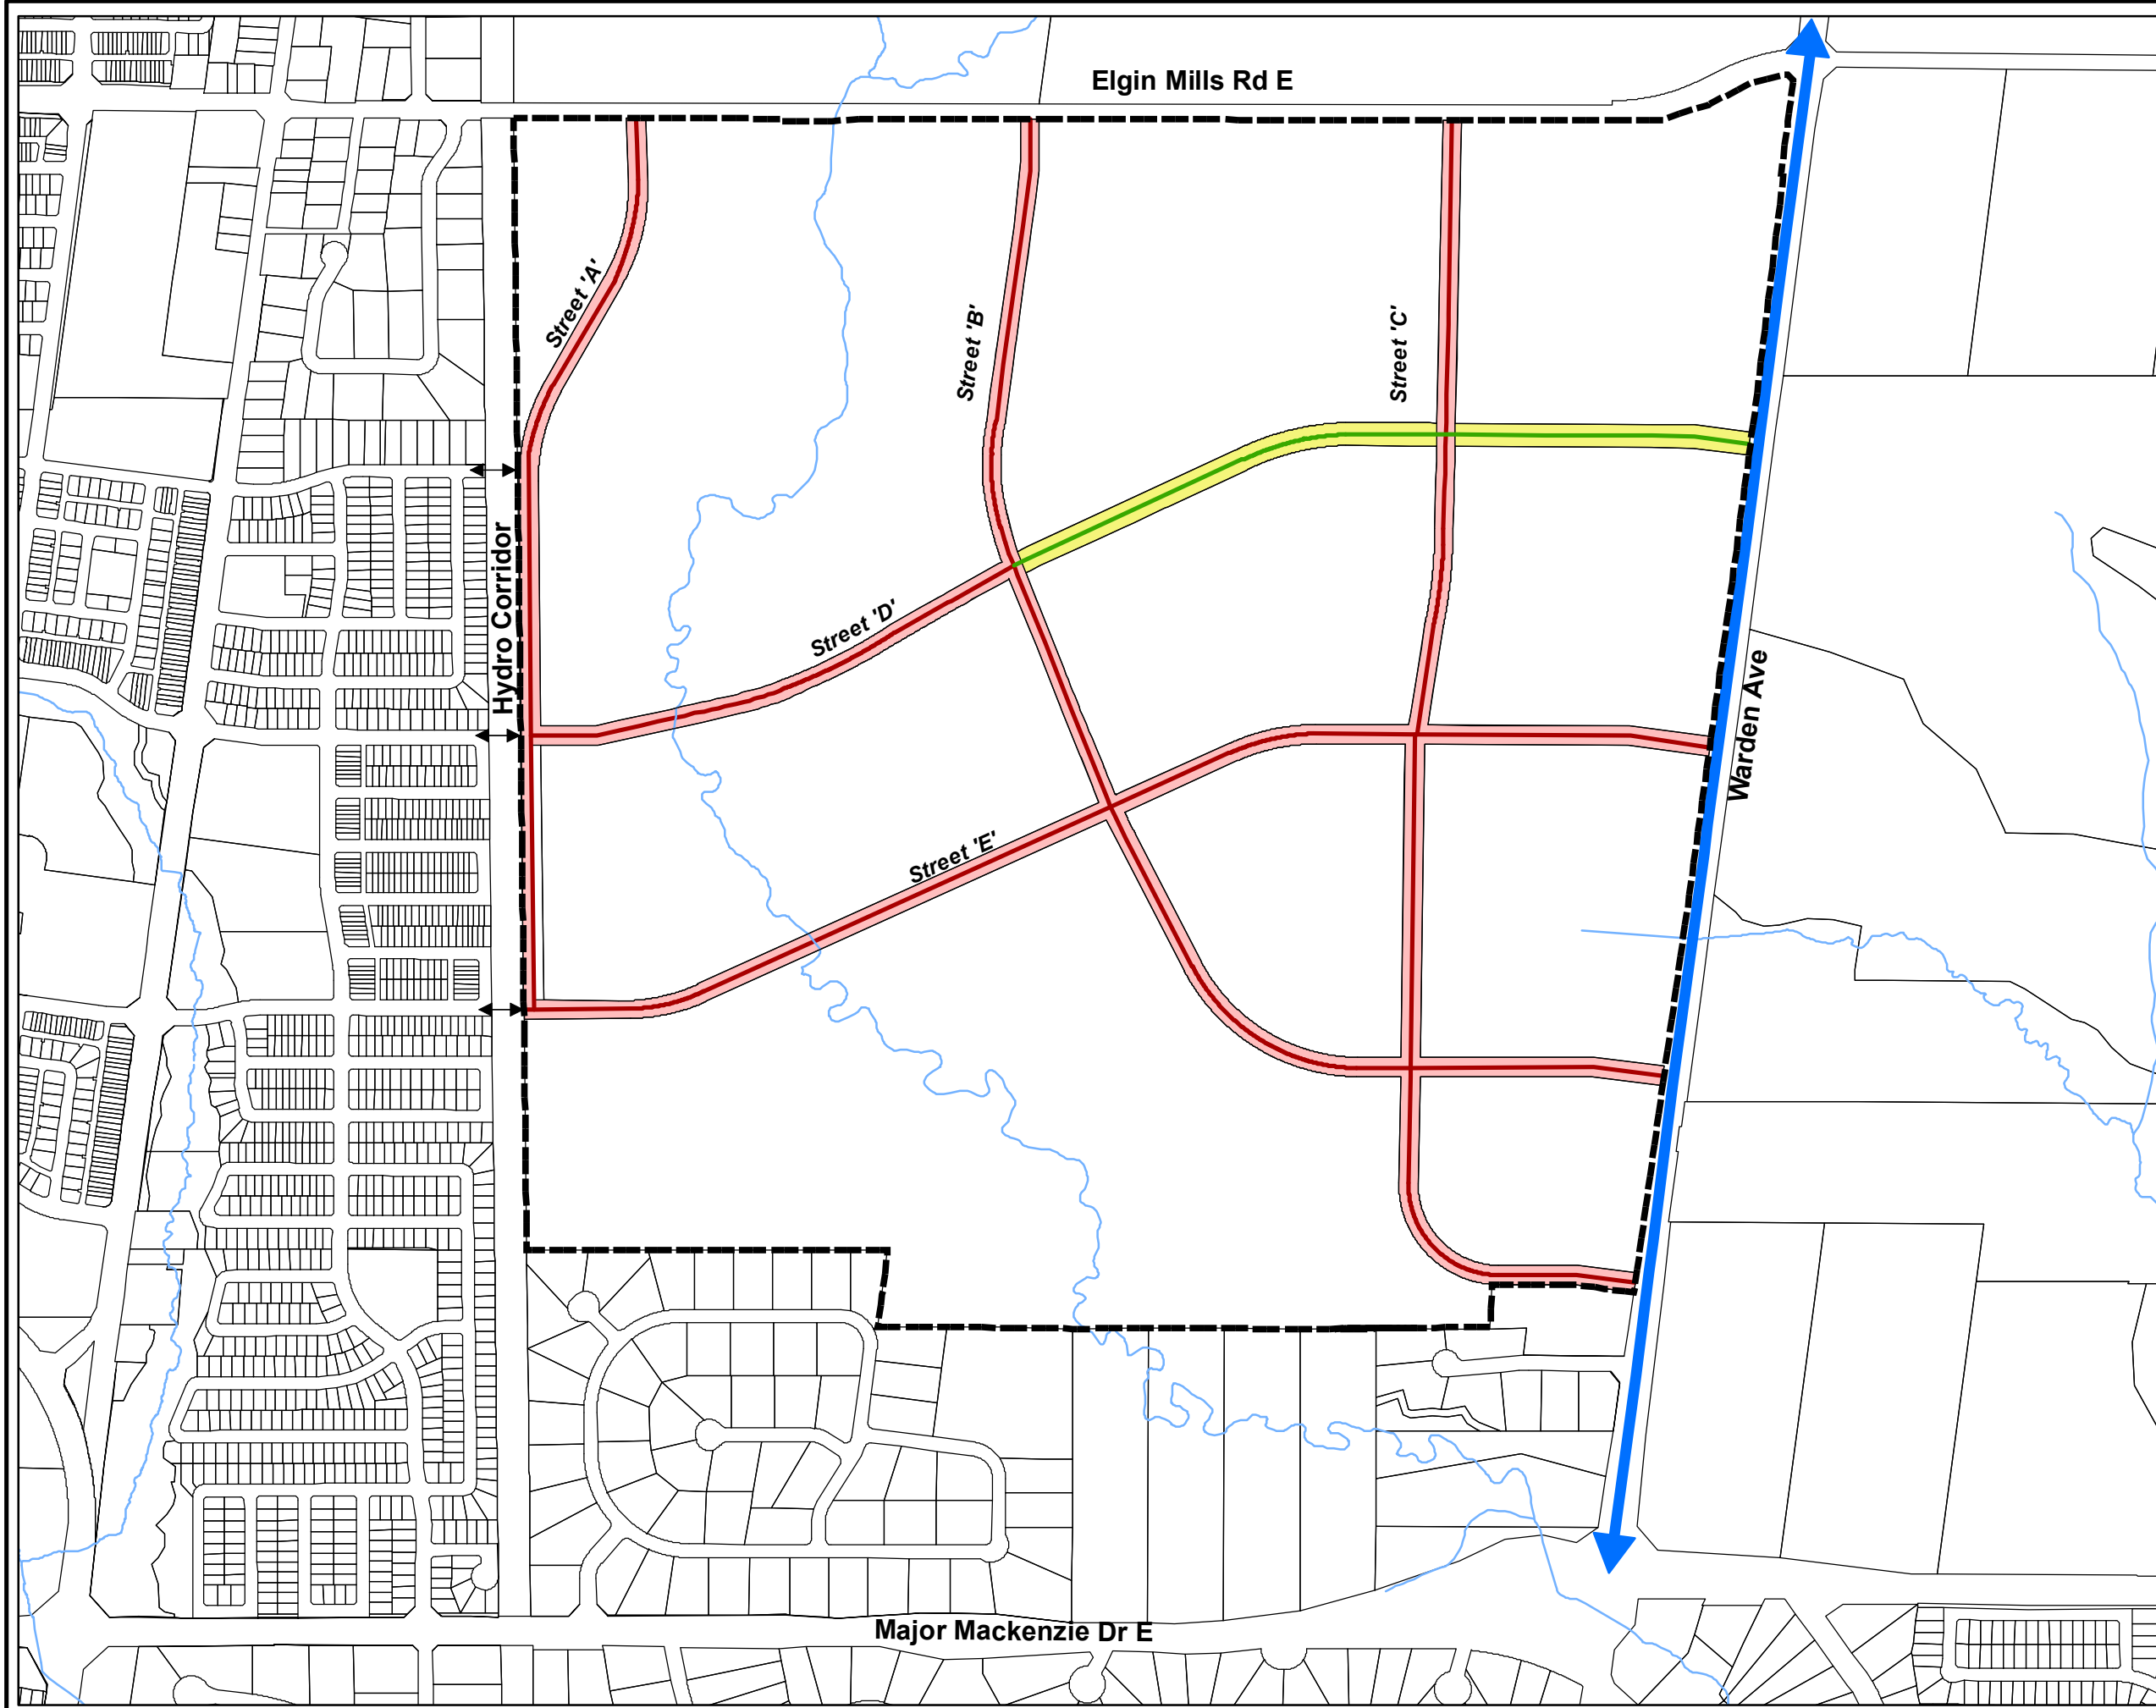 Elgin Mills Rd E
Street 'A'
Street 'B'
Street 'C'
Hydro Corridor
Street 'D'
Warden Ave
Street 'E'
Major Mackenzie Dr E